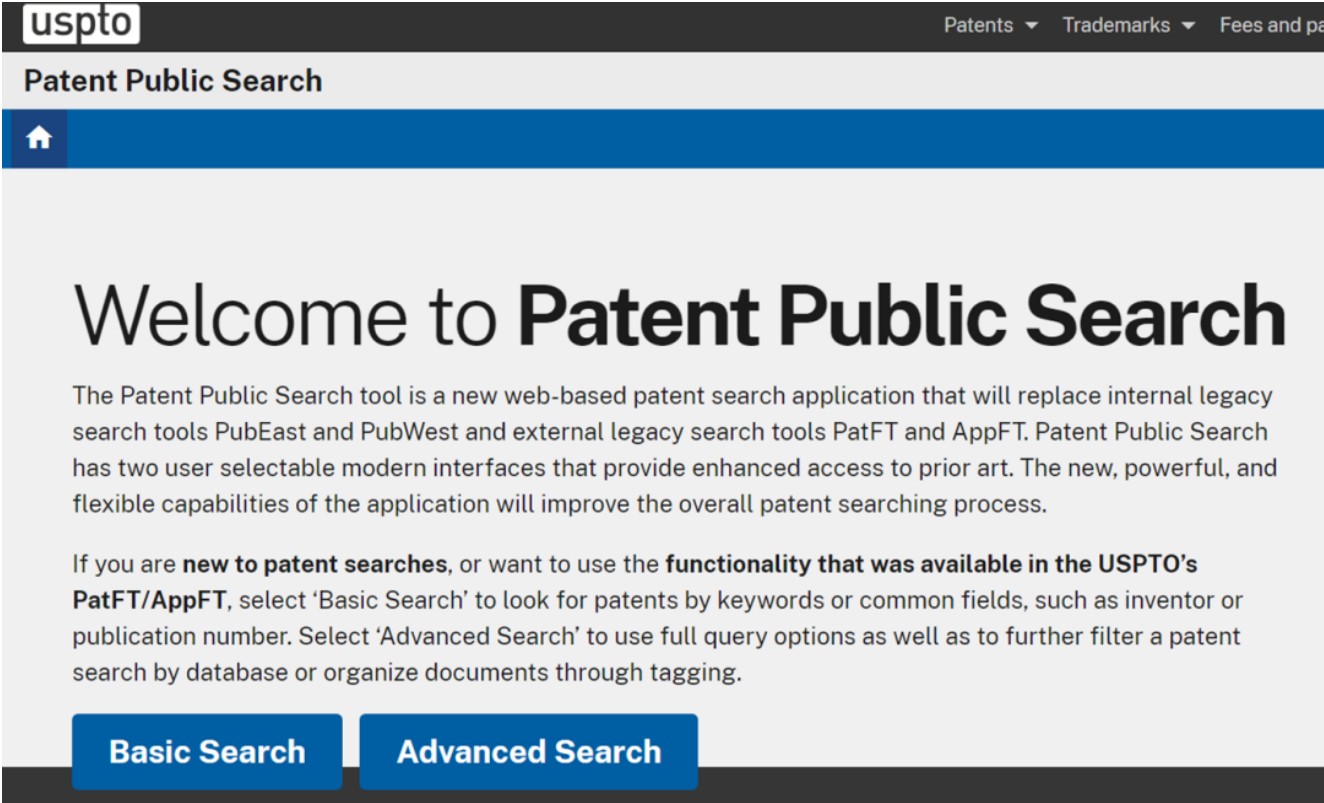 uspto
Patents Trademarks Fees and pa
Patent Public Search
Welcome to Patent Public Search
The Patent Public Search tool is a new web-based patent search application that will replace internal legacy
search tools PubEast and PubWest and external legacy search tools PatFT and AppFT. Patent Public Search
has two user selectable modern interfaces that provide enhanced access to prior art. The new, powerful, and
flexible capabilities of the application will improve the overall patent searching process.
If you are new to patent searches, or want to use the functionality that was available in the USPTO’s
PatFT/AppFT, select ‘Basic Search’ to look for patents by keywords or common fields, such as inventor or
publication number. Select ‘Advanced Search’ to use full query options as well as to further filter a patent
search by database or organize documents through tagging.
Basic Search Advanced Search